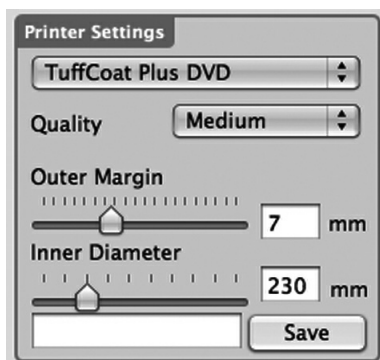 Printer Settings
TuffCoat Plus DVD
Quality Medium
Outer Margin
7 mm
Inner Diameter
230 mm
Save